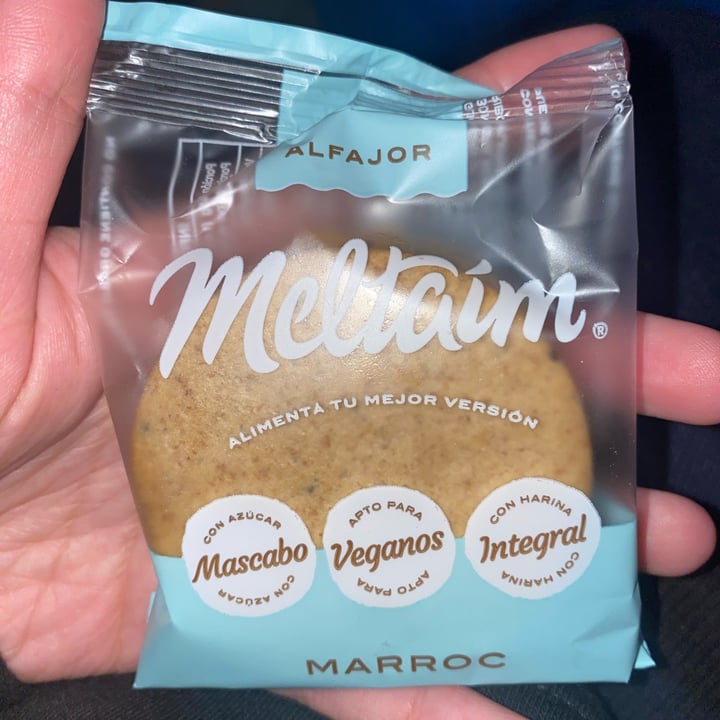 ALFAJOR
Meltaím®
ALIMENTÁ TU MEJOR VERSIÓN
CON AZÚCAR
Mascabo
CON AZÚCAR
APTO PARA
Veganos
APTO PARA
CON HARINA
Integral
CON HARINA
MARROC